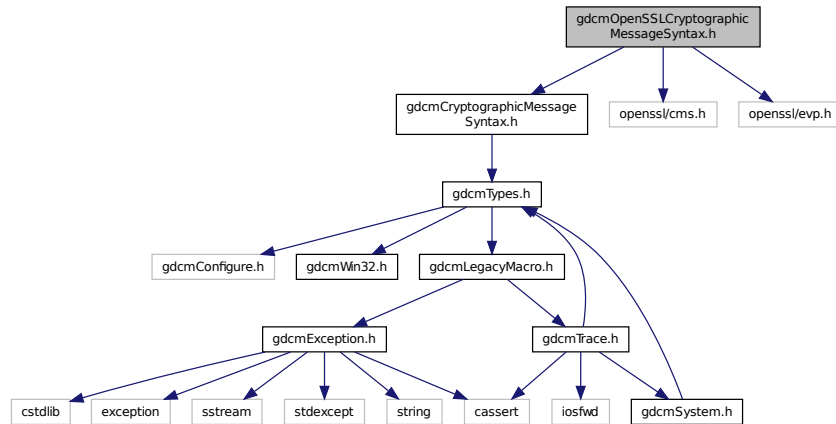 gdcmOpenSSLCryptographic
MessageSyntax.h
gdcmCryptographicMessage
Syntax.h
openssl/cms.h
openssl/evp.h
gdcmTypes.h
gdcmConfigure.h
gdcmWin32.h
gdcmLegacyMacro.h
gdcmException.h
gdcmTrace.h
cstdlib
exception
sstream
stdexcept
string
cassert
iosfwd
gdcmSystem.h